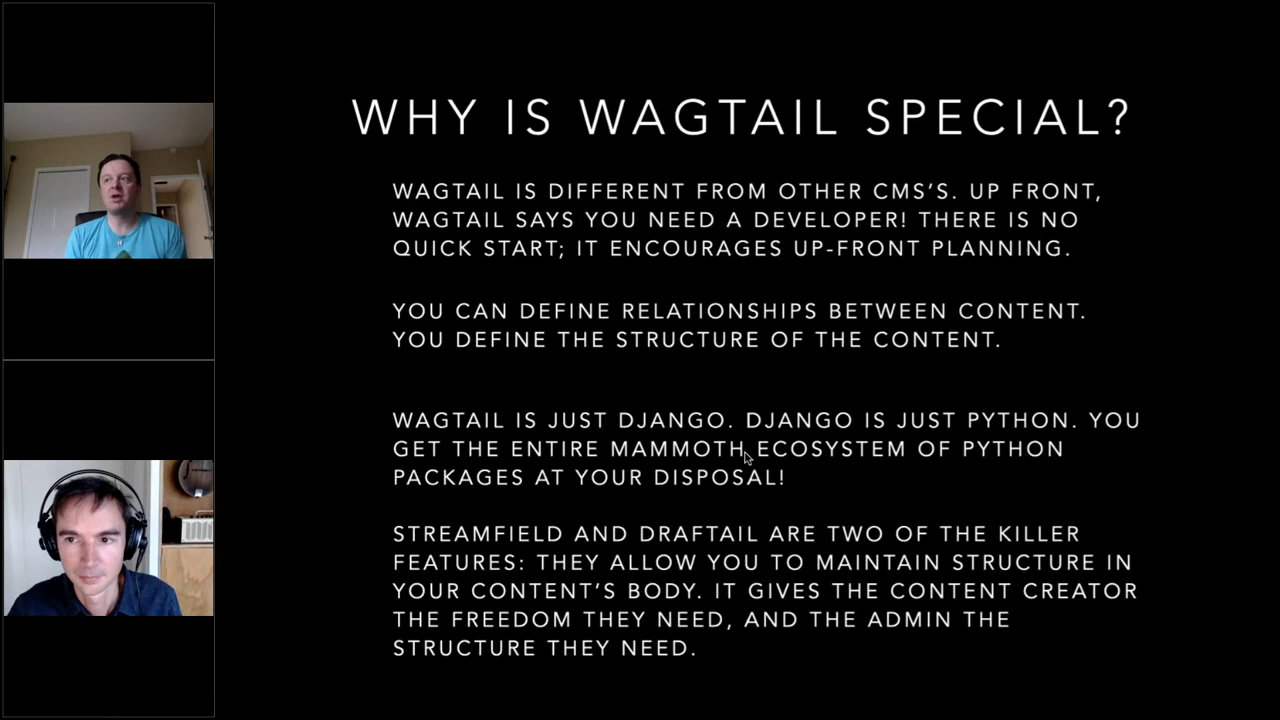 WHY IS WAGTAIL SPECIAL?
WAGTAIL IS DIFFERENT FROM OTHER CMS'S. UP FRONT,
WAGTAIL SAYS YOU NEED A DEVELOPER! THERE IS NO
QUICK START; IT ENCOURAGES UP-FRONT PLANNING.
YOU CAN DEFINE RELATIONSHIPS BETWEEN CONTENT.
YOU DEFINE THE STRUCTURE OF THE CONTENT.
WAGTAIL IS JUST DJANGO. DJANGO IS JUST PYTHON. YOU
GET THE ENTIRE MAMMOTH ECOSYSTEM OF PYTHON
PACKAGES AT YOUR DISPOSAL!
STREAMFIELD AND DRAFTAIL ARE TWO OF THE KILLER
FEATURES: THEY ALLOW YOU TO MAINTAIN STRUCTURE IN
YOUR CONTENT'S BODY. IT GIVES THE CONTENT CREATOR
THE FREEDOM THEY NEED, AND THE ADMIN THE
STRUCTURE THEY NEED.